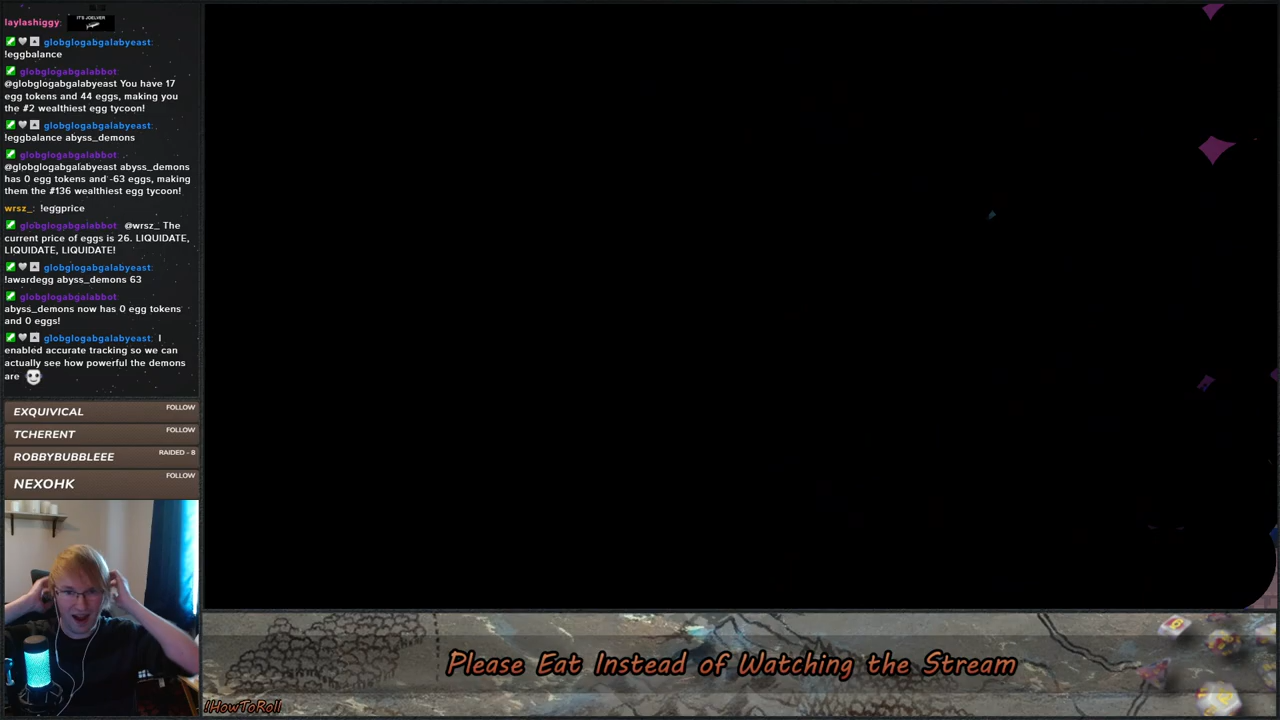 laylashiggy: IT'S JOELVER
globglogabgalabyeast:
!eggbalance
globglogabgalabbot:
@globglogabgalabyeast You have 17
egg tokens and 44 eggs, making you
the #2 wealthiest egg tycoon!
globglogabgalabyeast:
!eggbalance abyss_demons
globglogabgalabbot:
@globglogabgalabyeast abyss_demons
has 0 egg tokens and -63 eggs, making
them the #136 wealthiest egg tycoon!
wrsz_: !eggprice
globglogabgalabbot: @wrsz_ The
current price of eggs is 26. LIQUIDATE,
LIQUIDATE, LIQUIDATE!
globglogabgalabyeast:
!awardegg abyss_demons 63
globglogabgalabbot:
abyss_demons now has 0 egg tokens
and 0 eggs!
globglogabgalabyeast: I
enabled accurate tracking so we can
actually see how powerful the demons
are
EXQUIVICAL FOLLOW
TCHERENT FOLLOW
ROBBYBUBBLEEE RAIDED - 8
NEXOHK FOLLOW
Please Eat Instead of Watching the Stream
!HowToRoll